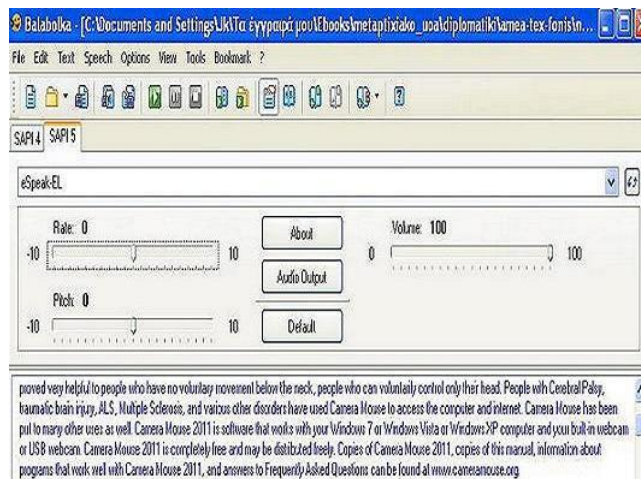 Balabolka - [C:\Documents and Settings\Jk\Τα έγγραφά μου\Ebooks\metaptixiako_uoa\diplomatiki\amea-tex-fonis\n...
File Edit Text Speech Options View Tools Bookmark ?
SAPI 4 SAPI 5
eSpeak-EL
Rate: 0 About Volume: 100
-10 10 0 100
Audio Output
Pitch: 0
-10 10 Default
proved very helpful to people who have no voluntary movement below the neck, people who can voluntarily control only their head. People with Cerebral Palsy,
traumatic brain injury, ALS, Multiple Sclerosis, and various other disorders have used Camera Mouse to access the computer and internet. Camera Mouse has been
put to many other uses as well. Camera Mouse 2011 is software that works with your Windows 7 or Windows Vista or Windows XP computer and your built-in webcam
or USB webcam. Camera Mouse 2011 is completely free and may be distributed freely. Copies of Camera Mouse 2011, copies of this manual, information about
programs that work well with Camera Mouse 2011, and answers to Frequently Asked Questions can be found at www.cameramouse.org